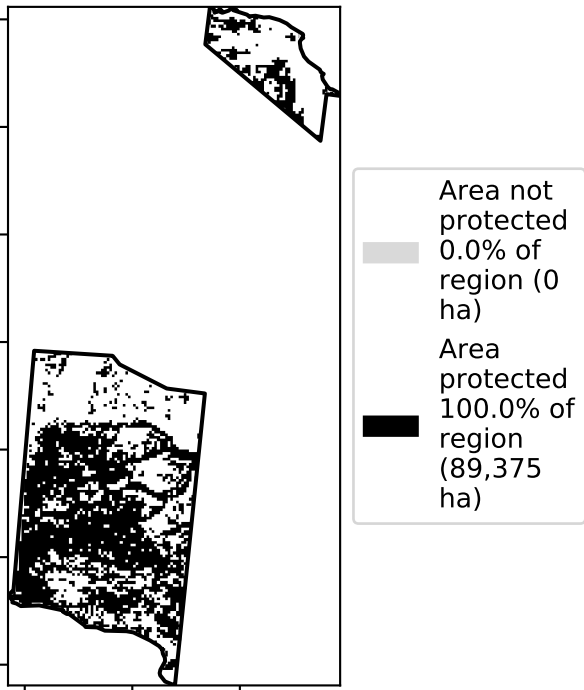 Area not
protected
0.0% of
region (0
ha)
Area
protected
100.0% of
region
(89,375
ha)